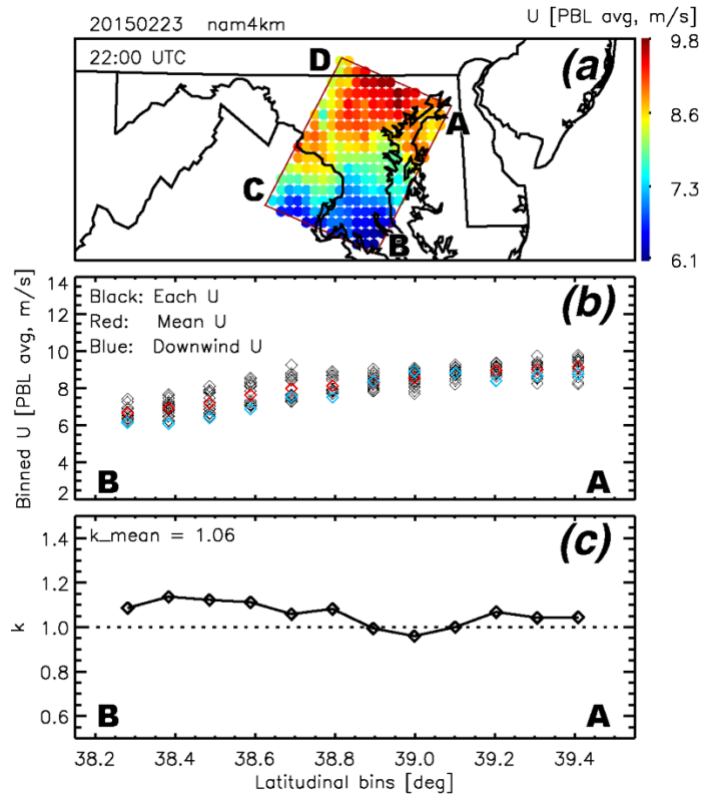 20150223 nam4km
U [PBL avg, m/s]
22:00 UTC
D
(a)
A
C
B
9.8
8.6
7.3
6.1
Binned U [PBL avg, m/s]
14
12
10
8
6
4
2
Black: Each U
Red: Mean U
Blue: Downwind U
(b)
B
A
k
1.4
1.2
1.0
0.8
0.6
k_mean = 1.06
(c)
B
A
38.2 38.4 38.6 38.8 39.0 39.2 39.4
Latitudinal bins [deg]